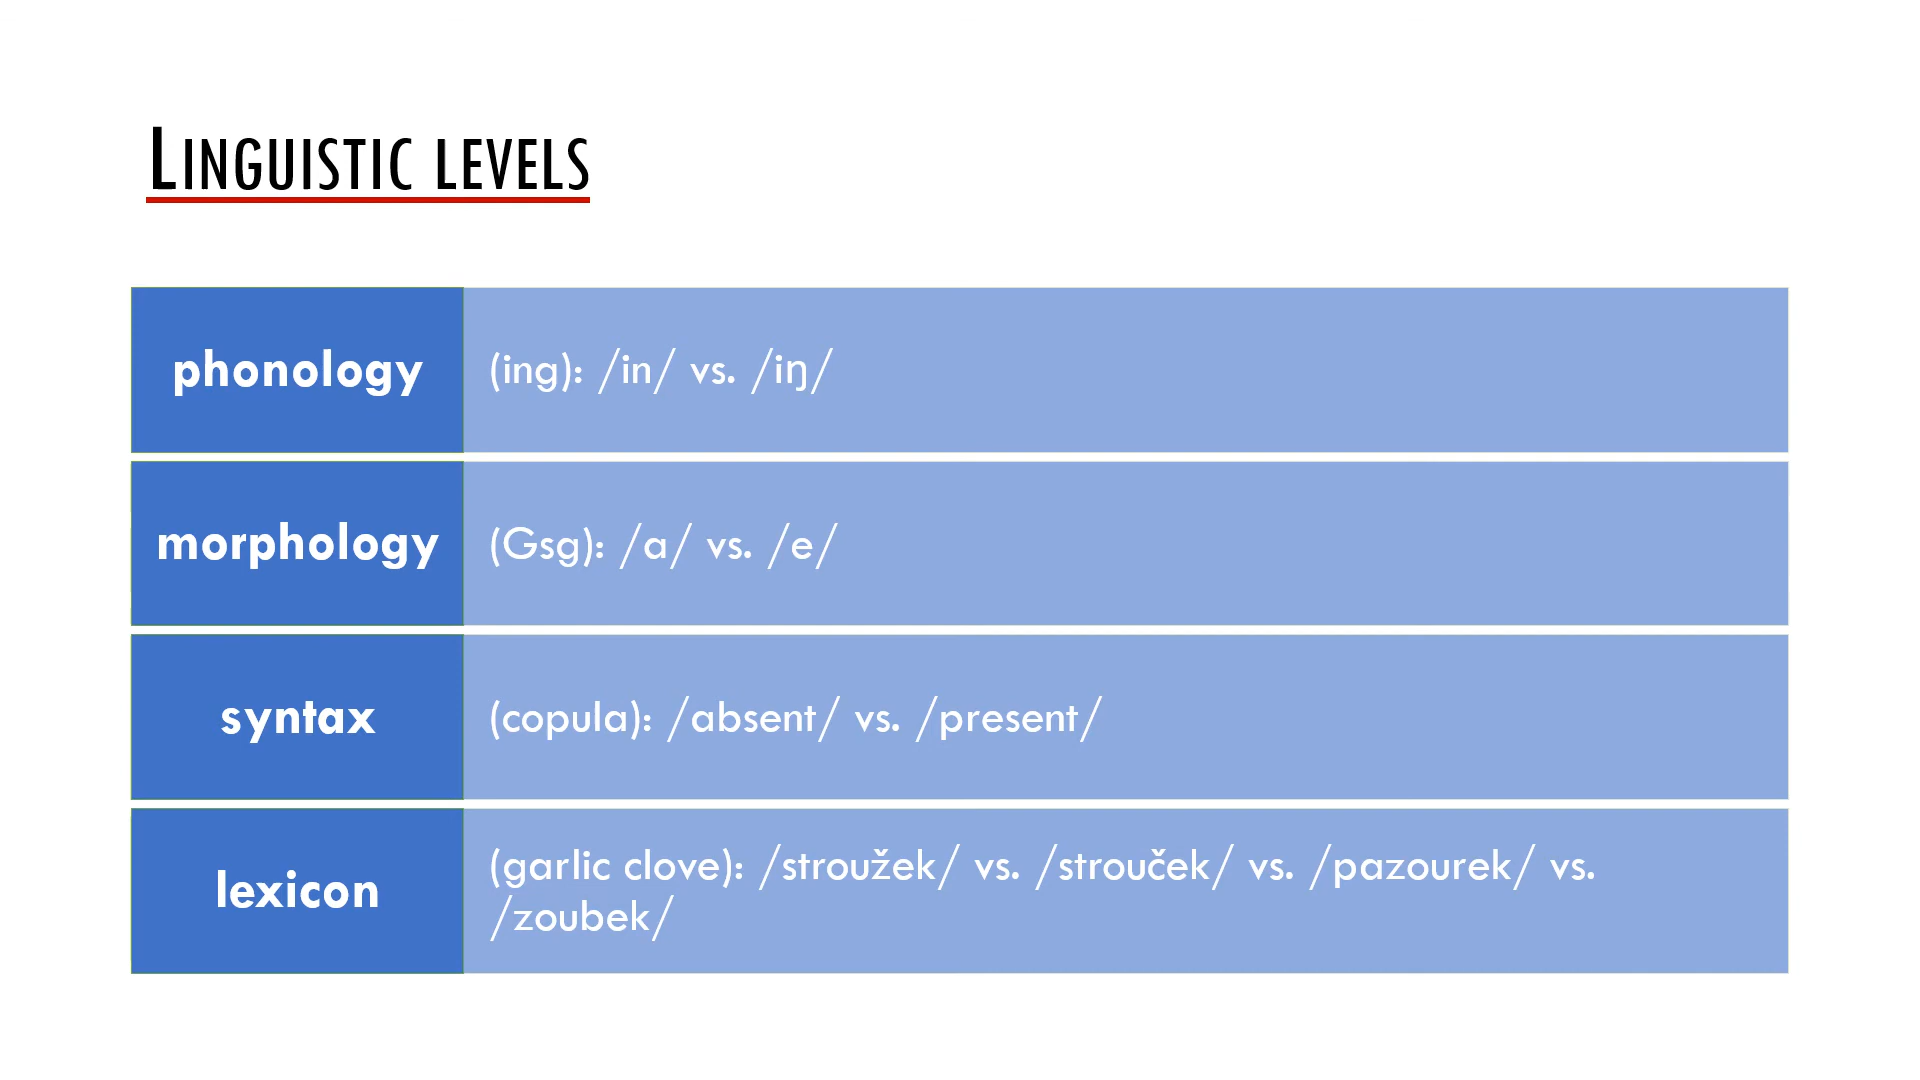 LINGUISTIC LEVELS
phonology
(ing): /in/ vs. /iŋ/
morphology
(Gsg): /a/ vs. /e/
syntax
(copula): /absent/ vs. /present/
lexicon
(garlic clove): /stroužek/ vs. /strouček/ vs. /pazourek/ vs.
/zoubek/